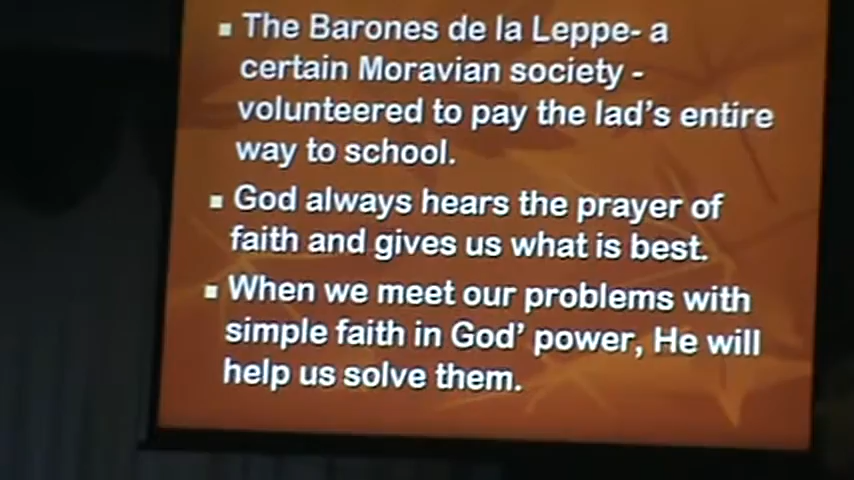 The Barones de la Leppe- a
certain Moravian society -
volunteered to pay the lad's entire
way to school.
God always hears the prayer of
faith and gives us what is best.
When we meet our problems with
simple faith in God' power, He will
help us solve them.